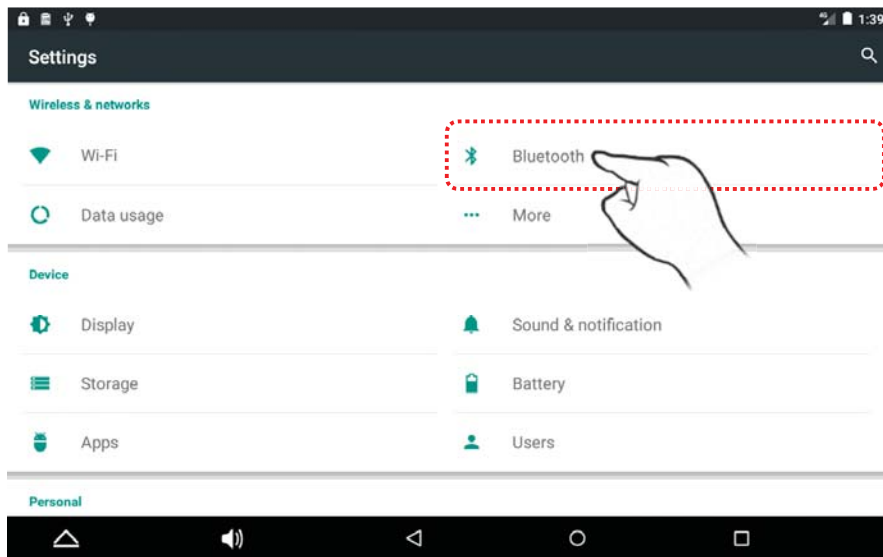 4G 1:39
Settings
Wireless & networks
Wi-Fi Bluetooth
Data usage More
Device
Display Sound & notification
Storage Battery
Apps Users
Personal